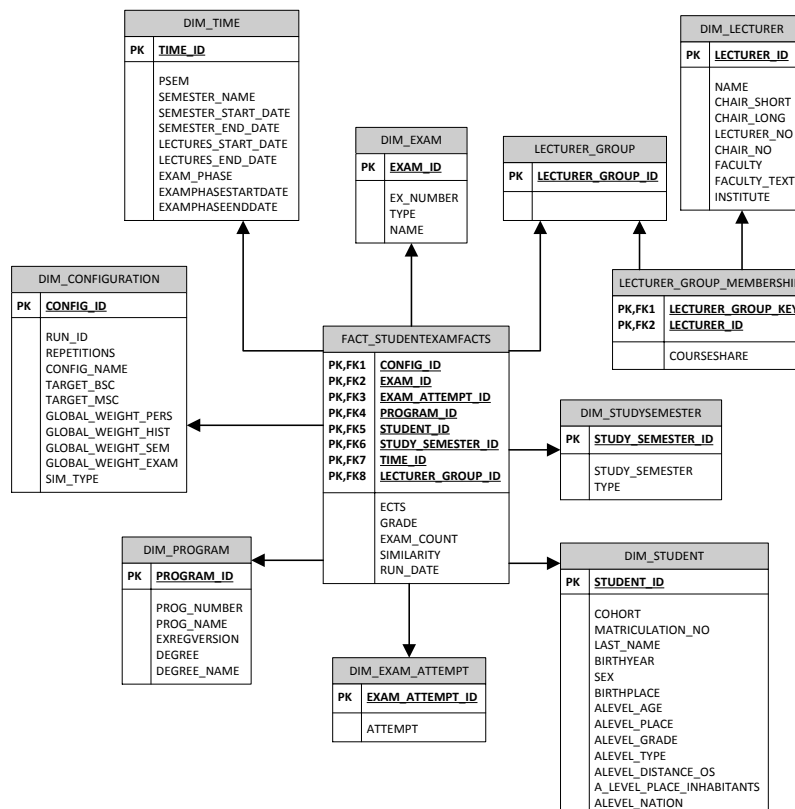 DIM_TIME
PK TIME_ID
PSEM
SEMESTER_NAME
SEMESTER_START_DATE
SEMESTER_END_DATE
LECTURES_START_DATE
LECTURES_END_DATE
EXAM_PHASE
EXAMPHASESTARTDATE
EXAMPHASEENDDATE
DIM_LECTURER
PK LECTURER_ID
NAME
CHAIR_SHORT
CHAIR_LONG
LECTURER_NO
CHAIR_NO
FACULTY
FACULTY_TEXT
INSTITUTE
DIM_EXAM
PK EXAM_ID
EX_NUMBER
TYPE
NAME
LECTURER_GROUP
PK LECTURER_GROUP_ID
DIM_CONFIGURATION
PK CONFIG_ID
RUN_ID
REPETITIONS
CONFIG_NAME
TARGET_BSC
TARGET_MSC
GLOBAL_WEIGHT_PERS
GLOBAL_WEIGHT_HIST
GLOBAL_WEIGHT_SEM
GLOBAL_WEIGHT_EXAM
SIM_TYPE
LECTURER_GROUP_MEMBERSHI
PK,FK1 LECTURER_GROUP_KEY
PK,FK2 LECTURER_ID
COURSESHARE
FACT_STUDENTEXAMFACTS
PK,FK1 CONFIG_ID
PK,FK2 EXAM_ID
PK,FK3 EXAM_ATTEMPT_ID
PK,FK4 PROGRAM_ID
PK,FK5 STUDENT_ID
PK,FK6 STUDY_SEMESTER_ID
PK,FK7 TIME_ID
PK,FK8 LECTURER_GROUP_ID
ECTS
GRADE
EXAM_COUNT
SIMILARITY
RUN_DATE
DIM_STUDYSEMESTER
PK STUDY_SEMESTER_ID
STUDY_SEMESTER
TYPE
DIM_PROGRAM
PK PROGRAM_ID
PROG_NUMBER
PROG_NAME
EXREGVERSION
DEGREE
DEGREE_NAME
DIM_STUDENT
PK STUDENT_ID
COHORT
MATRICULATION_NO
LAST_NAME
BIRTHYEAR
SEX
BIRTHPLACE
ALEVEL_AGE
ALEVEL_PLACE
ALEVEL_GRADE
ALEVEL_TYPE
ALEVEL_DISTANCE_OS
A_LEVEL_PLACE_INHABITANTS
ALEVEL_NATION
DIM_EXAM_ATTEMPT
PK EXAM_ATTEMPT_ID
ATTEMPT